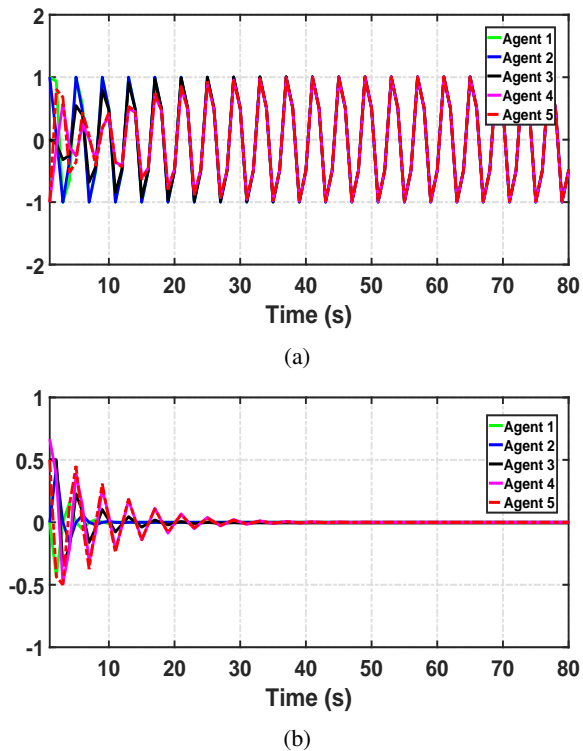 2
1
0
-1
-2
Agent 1
Agent 2
Agent 3
Agent 4
Agent 5
10 20 30 40 50 60 70 80
Time (s)
(a)
1
0.5
0
-0.5
-1
Agent 1
Agent 2
Agent 3
Agent 4
Agent 5
10 20 30 40 50 60 70 80
Time (s)
(b)